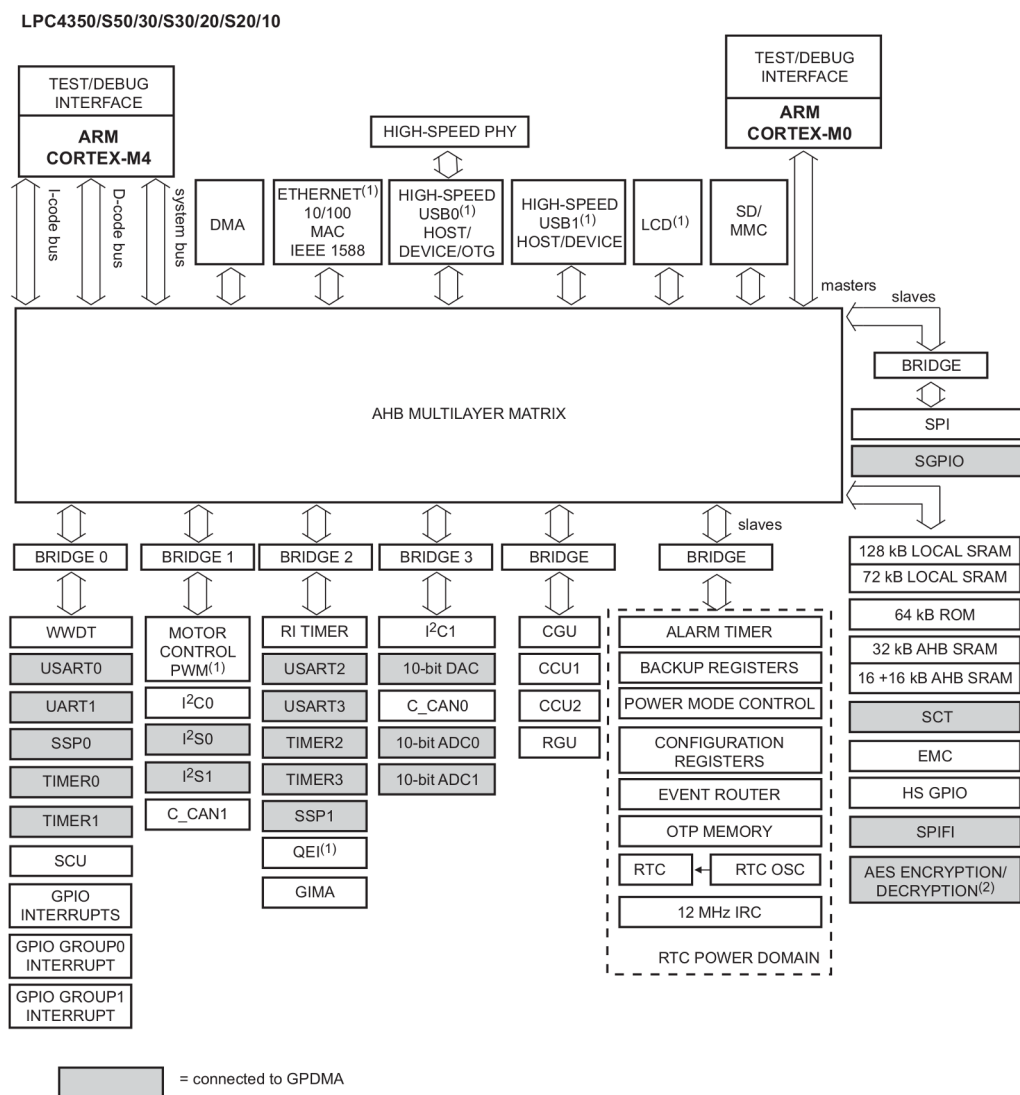 LPC4350/S50/30/S30/20/S20/10
TEST/DEBUG
INTERFACE
ARM
CORTEX-M4
TEST/DEBUG
INTERFACE
ARM
CORTEX-M0
HIGH-SPEED PHY
I-code bus
D-code bus
system bus
DMA
ETHERNET(1)
10/100
MAC
IEEE 1588
HIGH-SPEED
USB0(1)
HOST/
DEVICE/OTG
HIGH-SPEED
USB1(1)
HOST/DEVICE
LCD(1)
SD/
MMC
masters
slaves
BRIDGE
SPI
SGPIO
AHB MULTILAYER MATRIX
slaves
BRIDGE 0
BRIDGE 1
BRIDGE 2
BRIDGE 3
BRIDGE
BRIDGE
WWDT
USART0
UART1
SSP0
TIMER0
TIMER1
SCU
GPIO
INTERRUPTS
GPIO GROUP0
INTERRUPT
GPIO GROUP1
INTERRUPT
MOTOR
CONTROL
PWM(1)
I2C0
I2S0
I2S1
C_CAN1
RI TIMER
USART2
USART3
TIMER2
TIMER3
SSP1
QEI(1)
GIMA
I2C1
10-bit DAC
C_CAN0
10-bit ADC0
10-bit ADC1
CGU
CCU1
CCU2
RGU
ALARM TIMER
BACKUP REGISTERS
POWER MODE CONTROL
CONFIGURATION
REGISTERS
EVENT ROUTER
OTP MEMORY
RTC
RTC OSC
12 MHz IRC
RTC POWER DOMAIN
128 kB LOCAL SRAM
72 kB LOCAL SRAM
64 kB ROM
32 kB AHB SRAM
16 +16 kB AHB SRAM
SCT
EMC
HS GPIO
SPIFI
AES ENCRYPTION/
DECRYPTION(2)
= connected to GPDMA